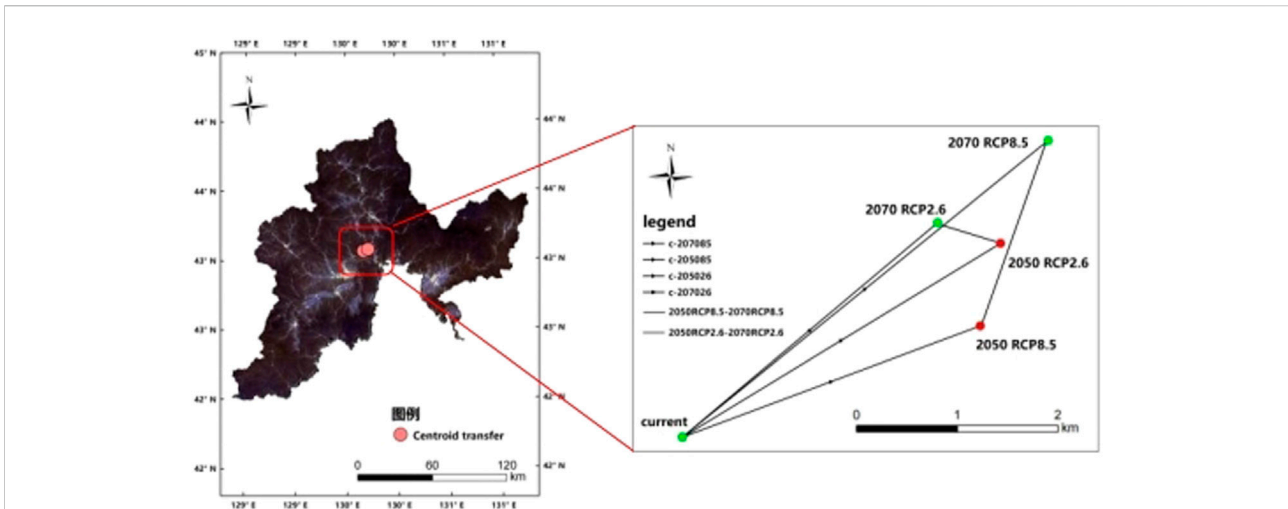 129° E 129° E 130° E 130° E 131° E 131° E
45° N
N
44° N
44° N
44° N
44° N
43° N
43° N
43° N
43° N
42° N
42° N
42° N
42° N
图例
Centroid transfer
0 60 120
km
129° E 129° E 130° E 130° E 131° E 131° E
N
2070 RCP8.5
2070 RCP2.6
legend
c-207085
c-205085
c-205026
c-207026
2050RCP8.5-2070RCP8.5
2050RCP2.6-2070RCP2.6
2050 RCP2.6
2050 RCP8.5
current
0 1 2
km